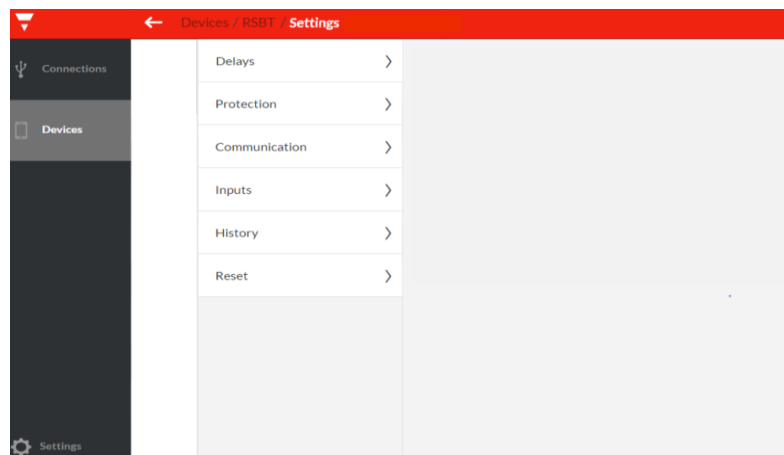 Devices / RSBT / Settings
Connections
Devices
Settings
Delays
Protection
Communication
Inputs
History
Reset